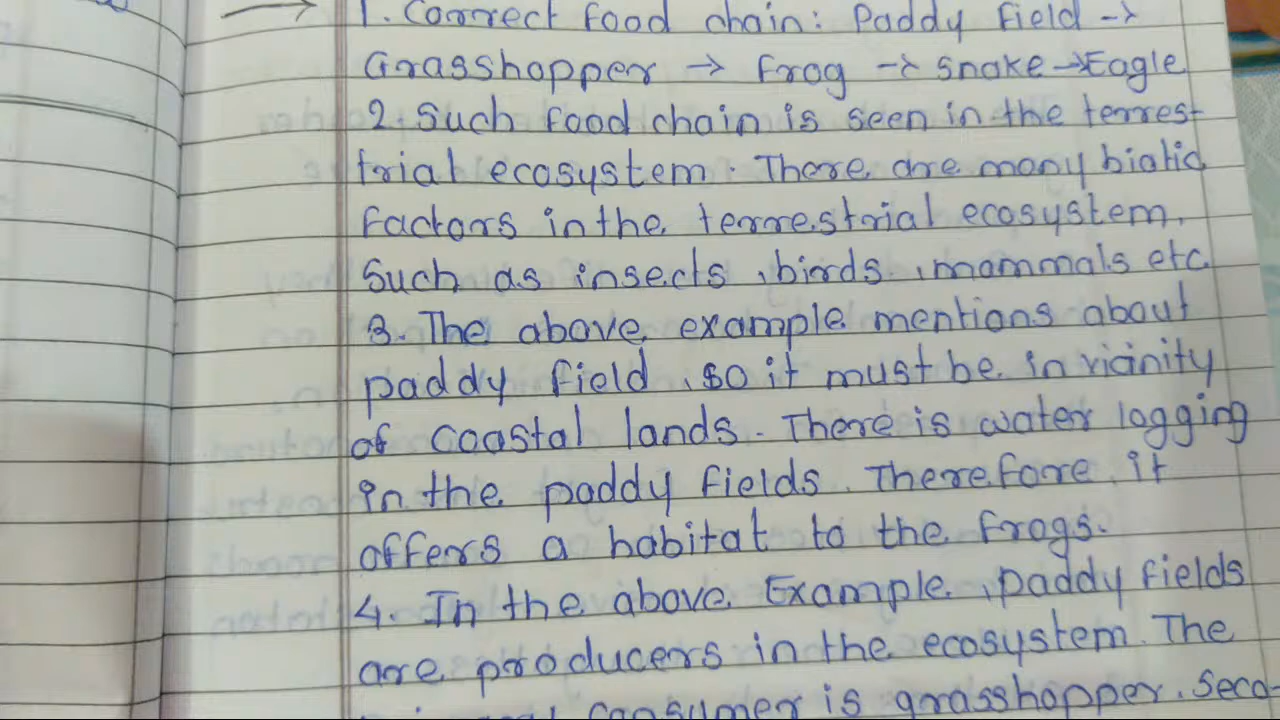 1. Correct food chain: Paddy Field →
Grasshopper → Frog → Snake → Eagle
2. Such food chain is seen in the terres-
trial ecosystem. There are many biotic
factors in the terrestrial ecosystem.
Such as insects, birds, mammals etc.
3. The above example mentions about
paddy field, so it must be in vicinity
of coastal lands. There is water logging
in the paddy fields. Therefore, it
offers a habitat to the frogs.
4. In the above Example, paddy fields
are producers in the ecosystem. The
consumer is grasshopper. Seco-